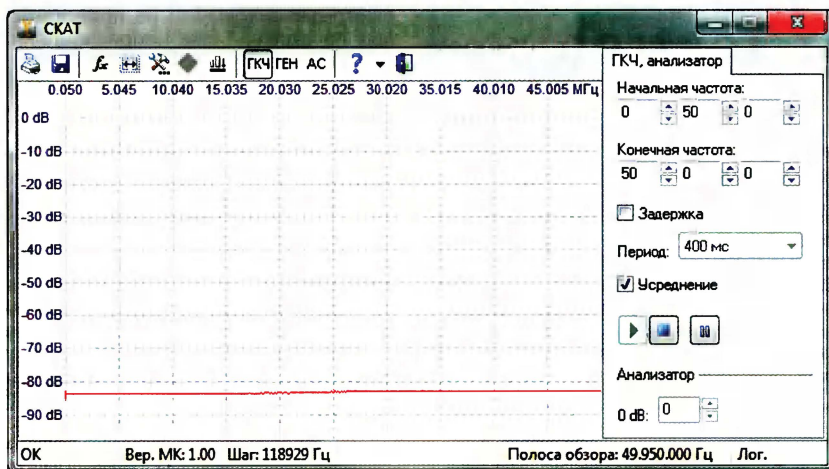 СКАТ
fx ГКЧ ГЕН АС ?
0.050 5.045 10.040 15.035 20.030 25.025 30.020 35.015 40.010 45.005 МГц
0 dB
-10 dB
-20 dB
-30 dB
-40 dB
-50 dB
-60 dB
-70 dB
-80 dB
-90 dB
ГКЧ, анализатор
Начальная частота:
0 50 0
Конечная частота:
50 0 0
Задержка
Период: 400 мс
Усреднение
Анализатор
0 dB: 0
OK Вер. МК: 1.00 Шаг: 118929 Гц Полоса обзора: 49.950.000 Гц Лог.